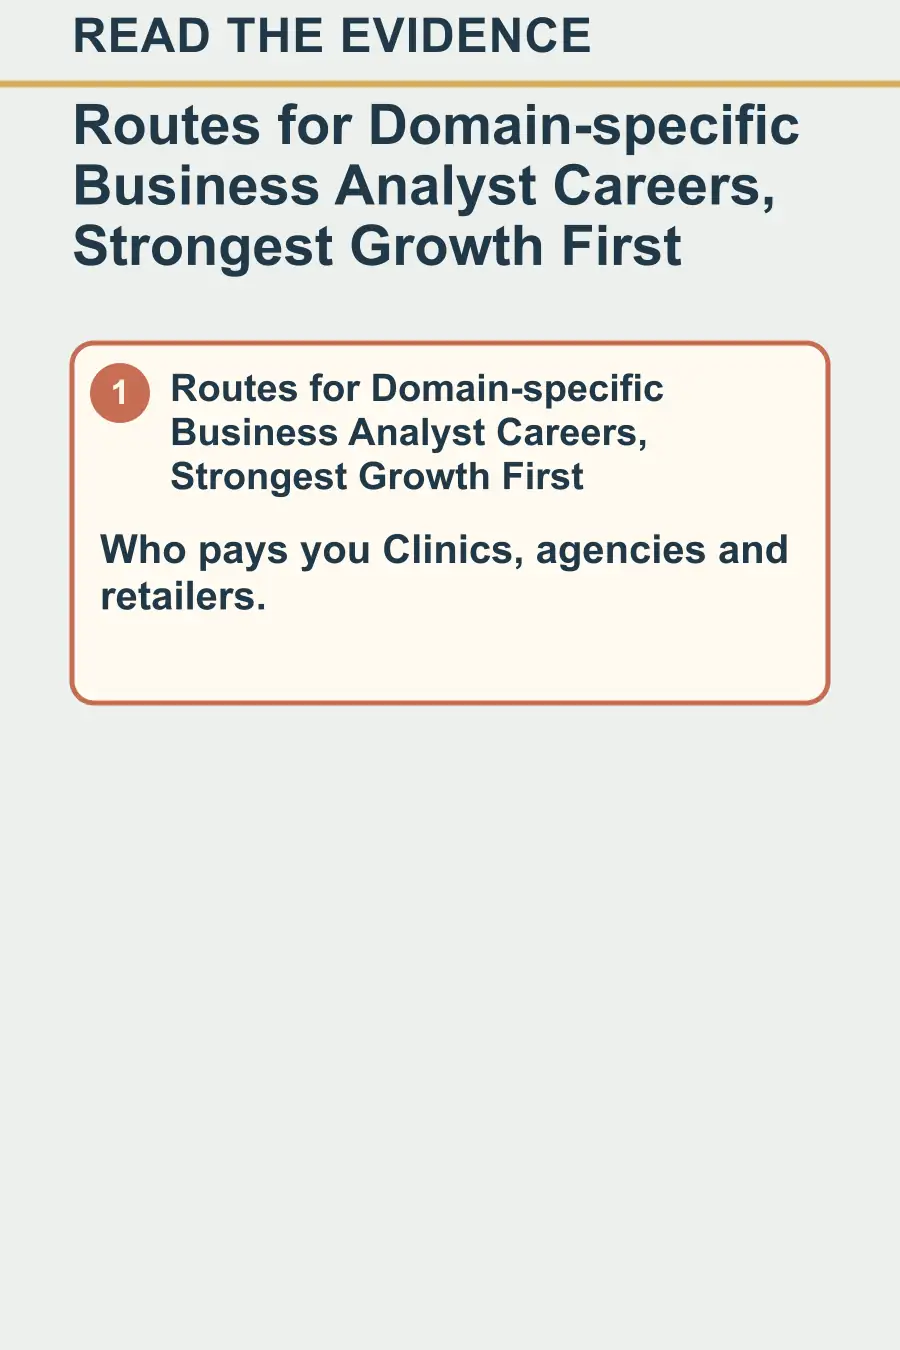 READ THE EVIDENCE
Routes for Domain-specific
Business Analyst Careers,
Strongest Growth First
1
Routes for Domain-specific
Business Analyst Careers,
Strongest Growth First
Who pays you Clinics, agencies and
retailers.